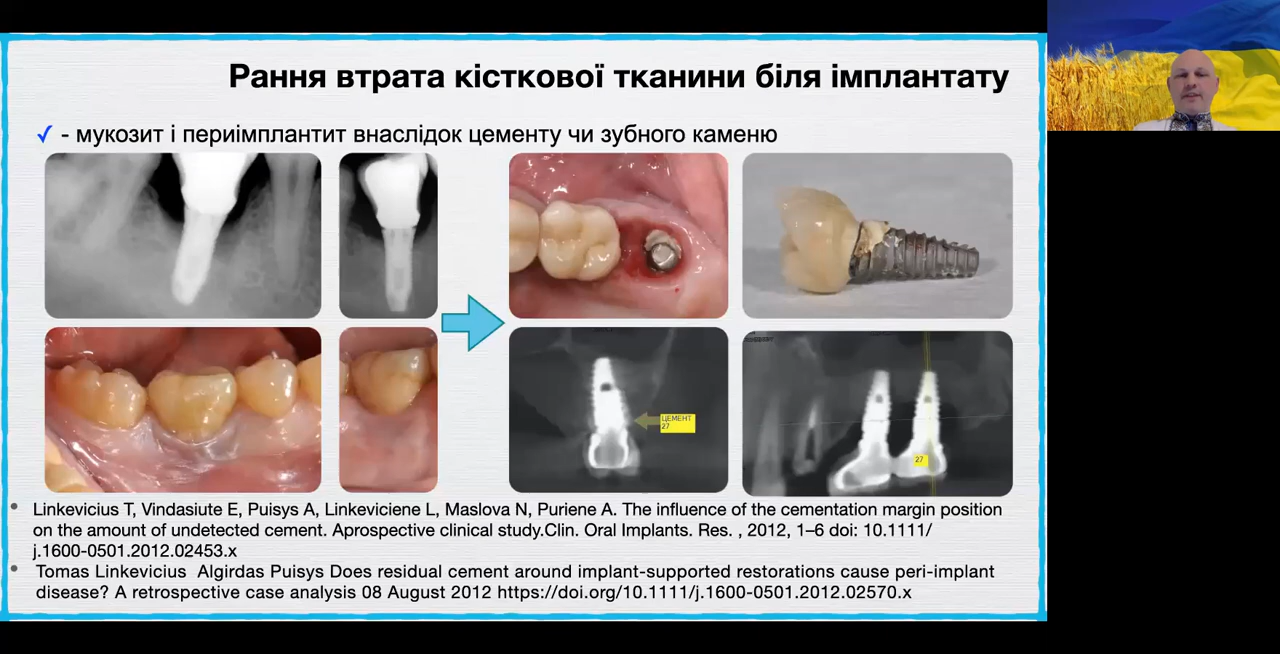 Рання втрата кісткової тканини біля імплантату
✓ - мукозит і периімплантит внаслідок цементу чи зубного каменю
ЦЕМЕНТ
27
27
• Linkevicius T, Vindasiute E, Puisys A, Linkeviciene L, Maslova N, Puriene A. The influence of the cementation margin position
on the amount of undetected cement. Aprospective clinical study.Clin. Oral Implants. Res. , 2012, 1–6 doi: 10.1111/
j.1600-0501.2012.02453.x
• Tomas Linkevicius Algirdas Puisys Does residual cement around implant-supported restorations cause peri-implant
disease? A retrospective case analysis 08 August 2012 https://doi.org/10.1111/j.1600-0501.2012.02570.x